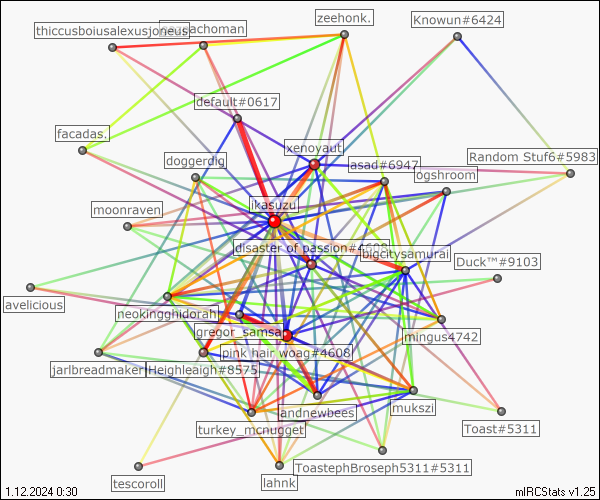 zeehonk.
Knowun#6424
thiccusboiusalexusjoneus
default#0617
facadas.
xenoyaut
doggerdig
asad#6947
Random Stuf6#5983
ogshroom
moonraven
ikasuzu
disaster of passion#4608
bigcitysamurai
Duck™#9103
avelicious
neokingghidorah
gregor_samsa
mingus4742
pink hair woag#4608
jarlbreadmaker
Heighleaigh#8575
andnewbees
mukszi
turkey_mcnugget
Toast#5311
ToastephBroseph5311#5311
tescoroll
lahnk
1.12.2024 0:30
mIRCStats v1.25